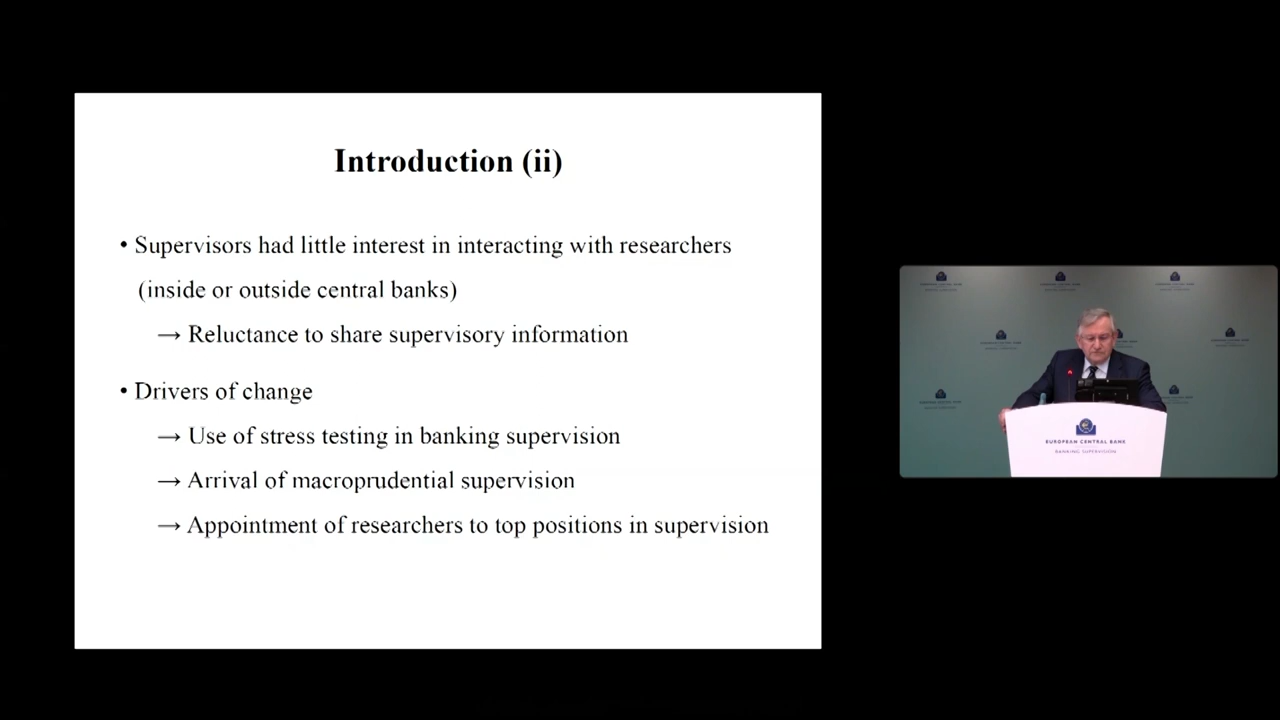 Introduction (ii)
• Supervisors had little interest in interacting with researchers
(inside or outside central banks)
→ Reluctance to share supervisory information
• Drivers of change
→ Use of stress testing in banking supervision
→ Arrival of macroprudential supervision
→ Appointment of researchers to top positions in supervision
EUROPEAN CENTRAL BANK
BANKING SUPERVISION